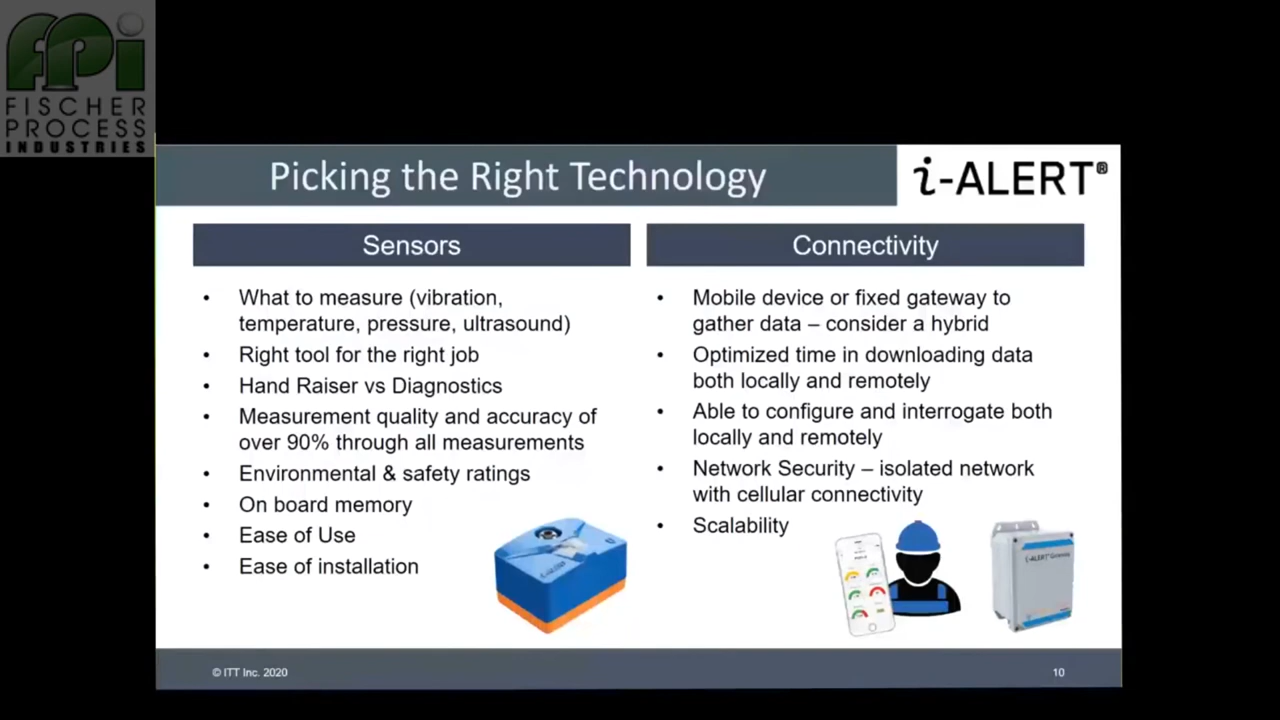 fpi
FISCHER
PROCESS
INDUSTRIES
Picking the Right Technology
i-ALERT®
Sensors
• What to measure (vibration,
temperature, pressure, ultrasound)
• Right tool for the right job
• Hand Raiser vs Diagnostics
• Measurement quality and accuracy of
over 90% through all measurements
• Environmental & safety ratings
• On board memory
• Ease of Use
• Ease of installation
i-ALERT
Connectivity
• Mobile device or fixed gateway to
gather data – consider a hybrid
• Optimized time in downloading data
both locally and remotely
• Able to configure and interrogate both
locally and remotely
• Network Security – isolated network
with cellular connectivity
• Scalability
i-ALERT Gateway
© ITT Inc. 2020
10